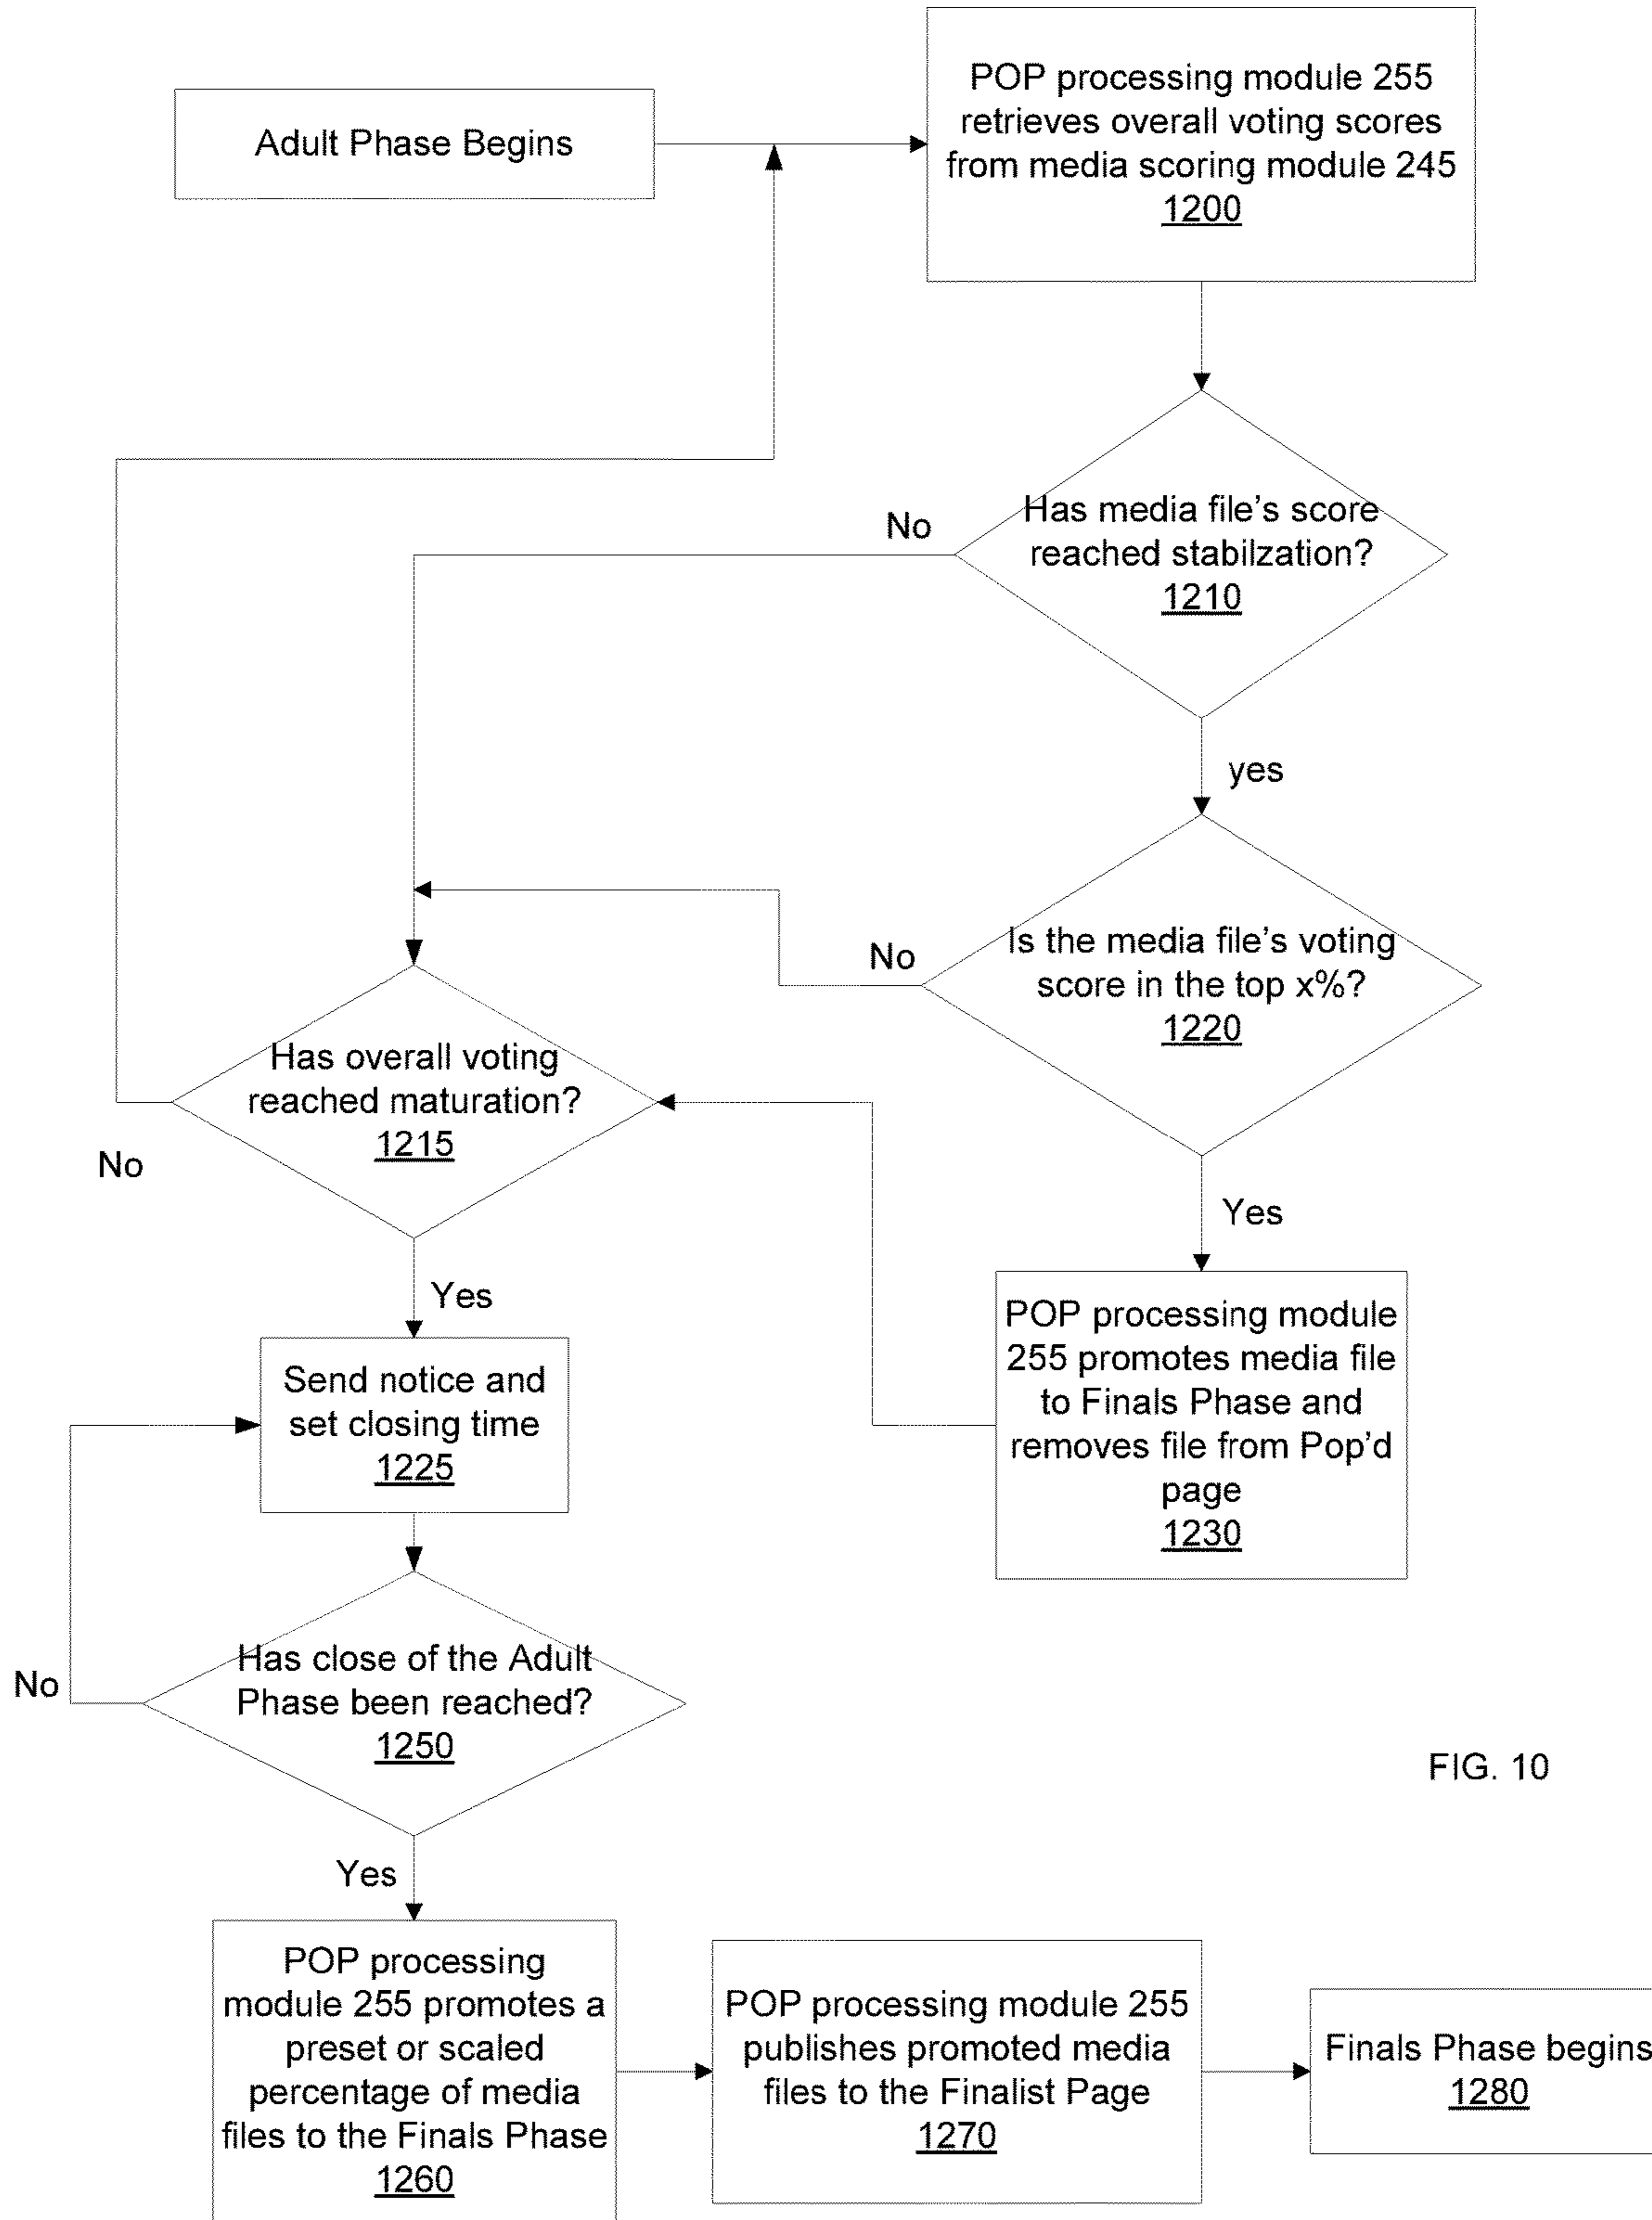 Adult Phase Begins
POP processing module 255
retrieves overall voting scores
from media scoring module 245
1200
Has media file's score
reached stabilzation?
1210
No
yes
Is the media file's voting
score in the top x%?
1220
No
Yes
Has overall voting
reached maturation?
1215
No
Yes
POP processing module
255 promotes media file
to Finals Phase and
removes file from Pop'd
page
1230
Send notice and
set closing time
1225
Has close of the Adult
Phase been reached?
1250
No
Yes
FIG. 10
POP processing
module 255 promotes a
preset or scaled
percentage of media
files to the Finals Phase
1260
POP processing module 255
publishes promoted media
files to the Finalist Page
1270
Finals Phase begins
1280